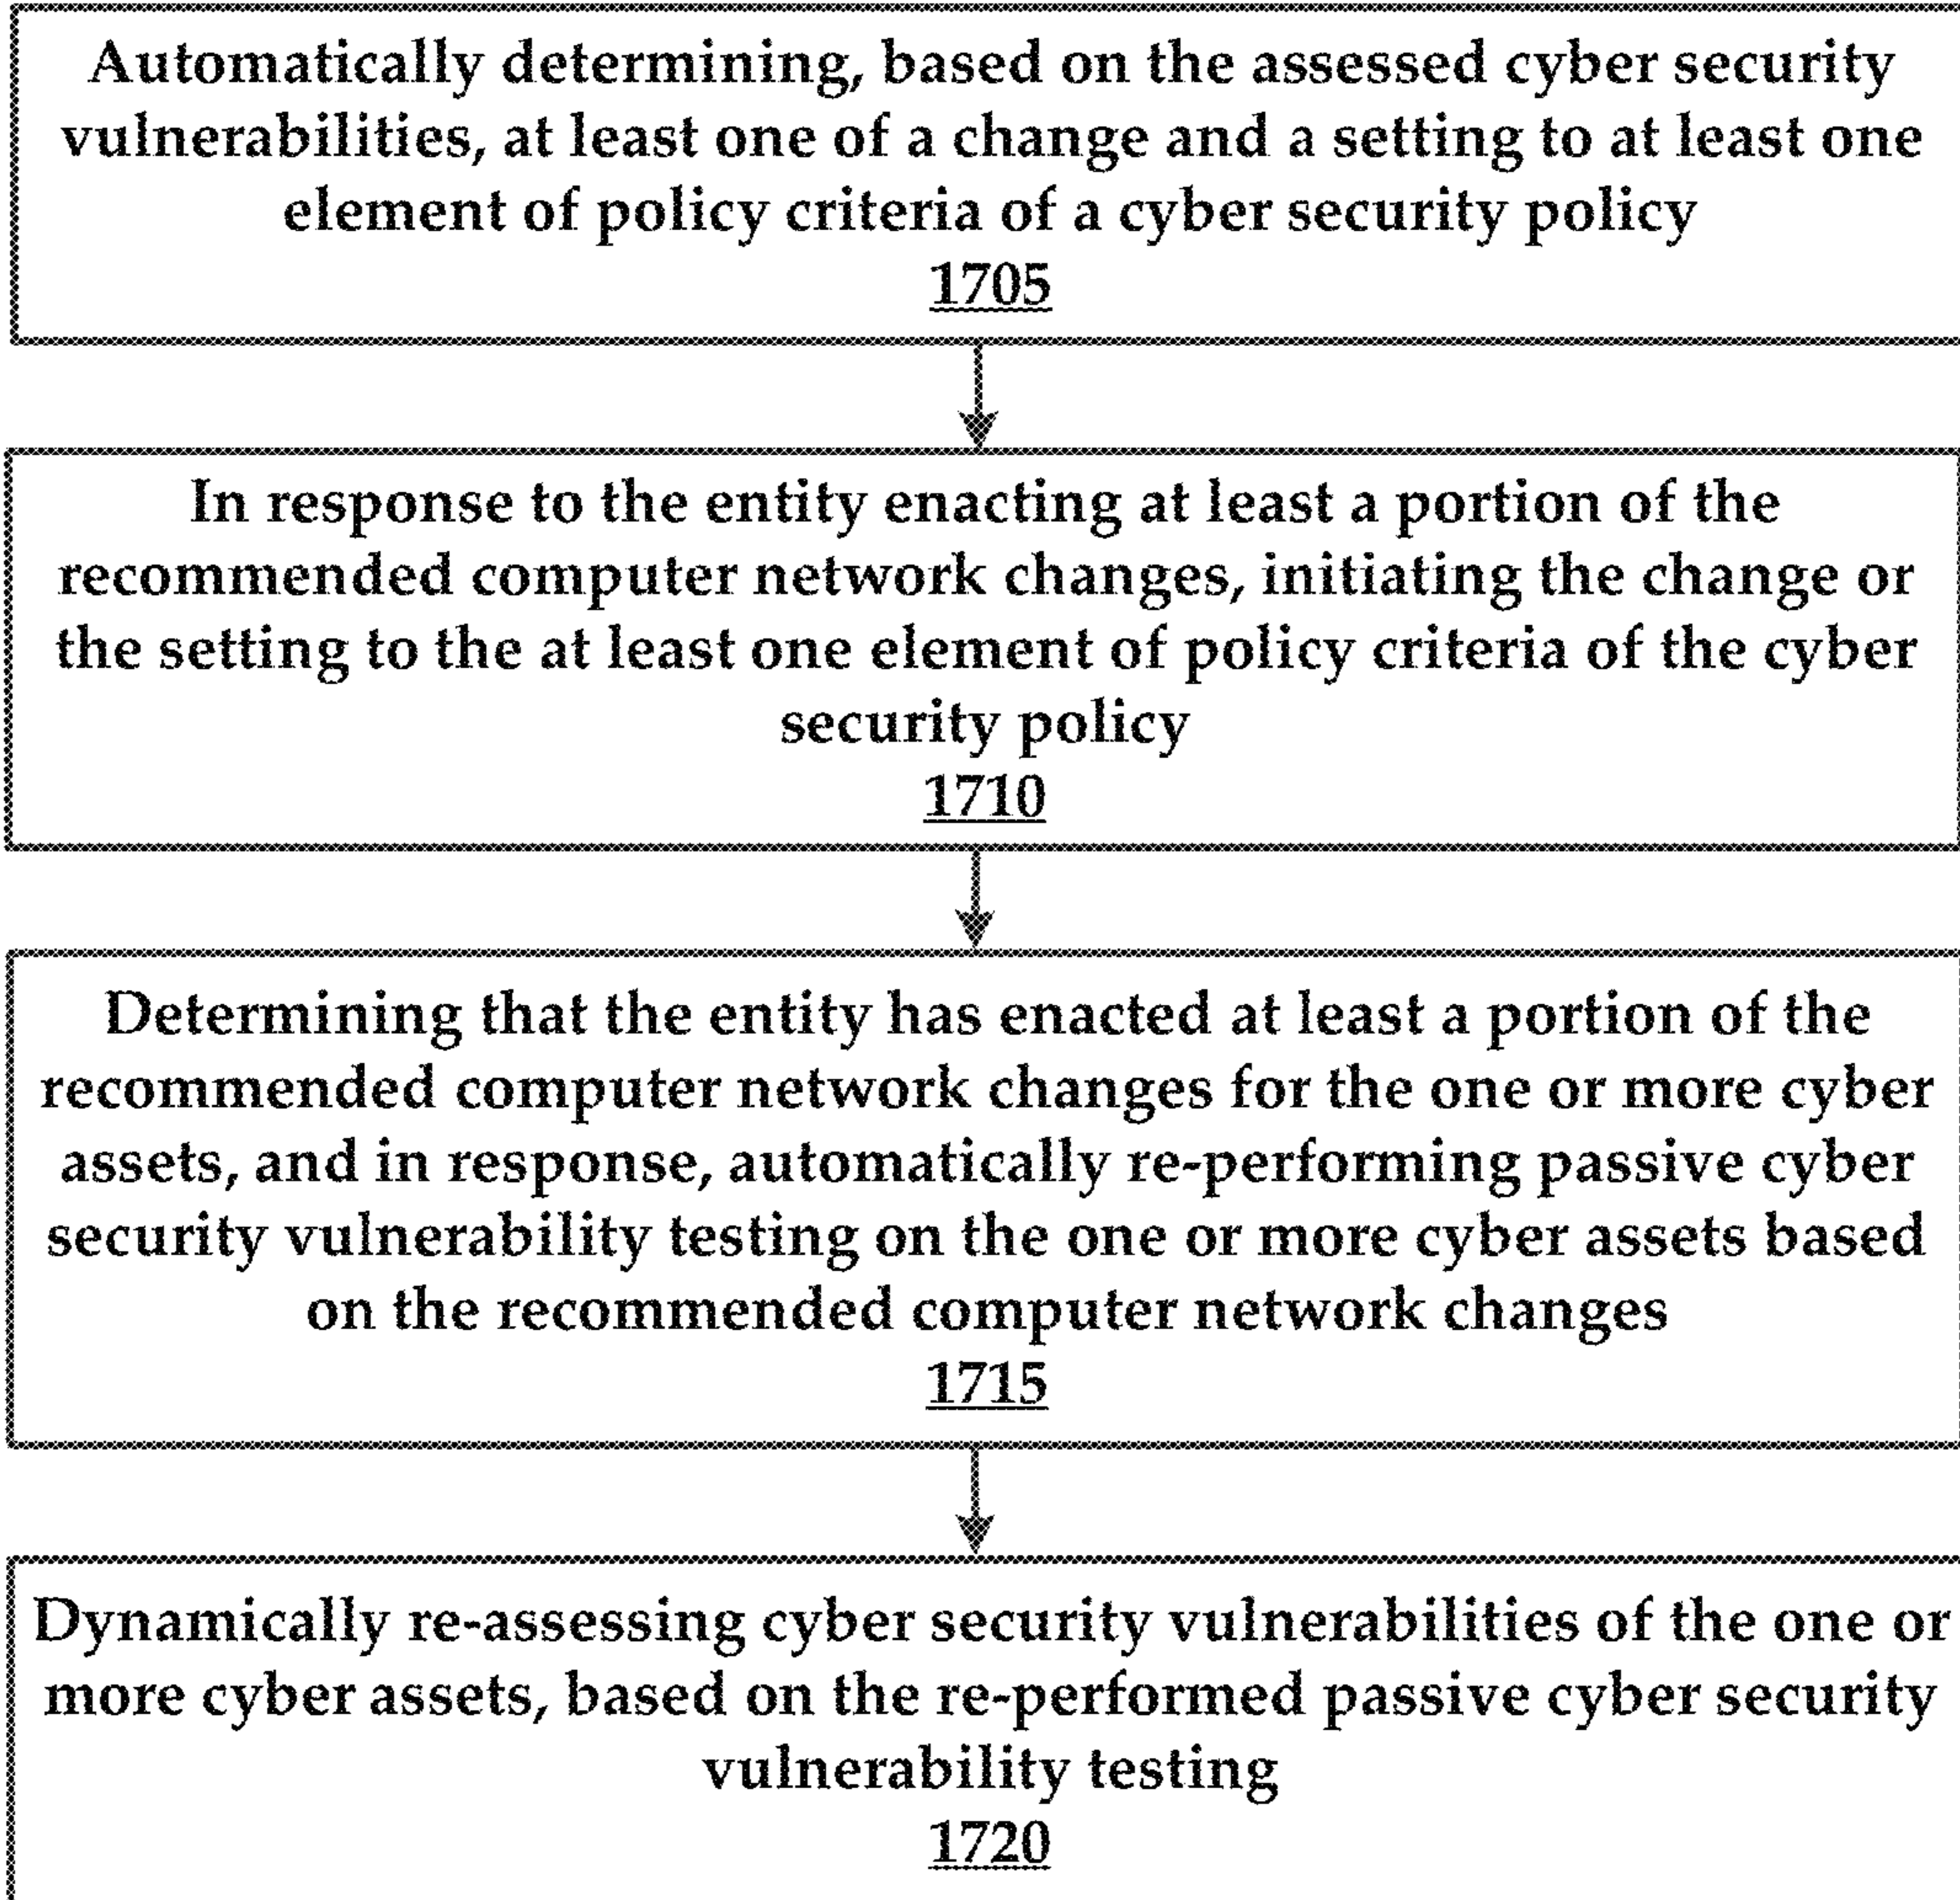 Automatically determining, based on the assessed cyber security
vulnerabilities, at least one of a change and a setting to at least one
element of policy criteria of a cyber security policy
1705
In response to the entity enacting at least a portion of the
recommended computer network changes, initiating the change or
the setting to the at least one element of policy criteria of the cyber
security policy
1710
Determining that the entity has enacted at least a portion of the
recommended computer network changes for the one or more cyber
assets, and in response, automatically re-performing passive cyber
security vulnerability testing on the one or more cyber assets based
on the recommended computer network changes
1715
Dynamically re-assessing cyber security vulnerabilities of the one or
more cyber assets, based on the re-performed passive cyber security
vulnerability testing
1720